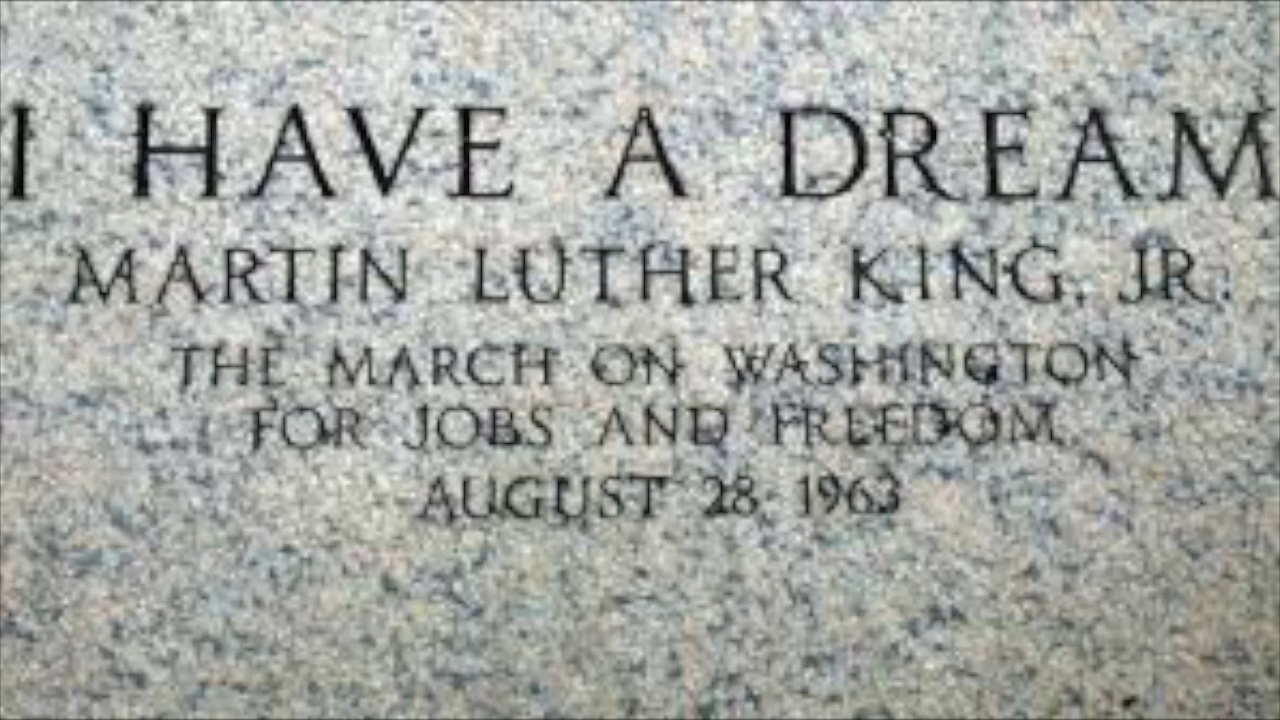 I HAVE A DREAM
MARTIN LUTHER KING, JR.
THE MARCH ON WASHINGTON
FOR JOBS AND FREEDOM
AUGUST 28 1963